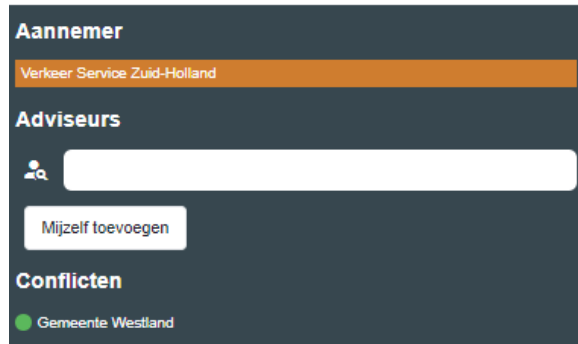 Aannemer
Verkeer Service Zuid-Holland
Adviseurs
Mijzelf toevoegen
Conflicten
Gemeente Westland